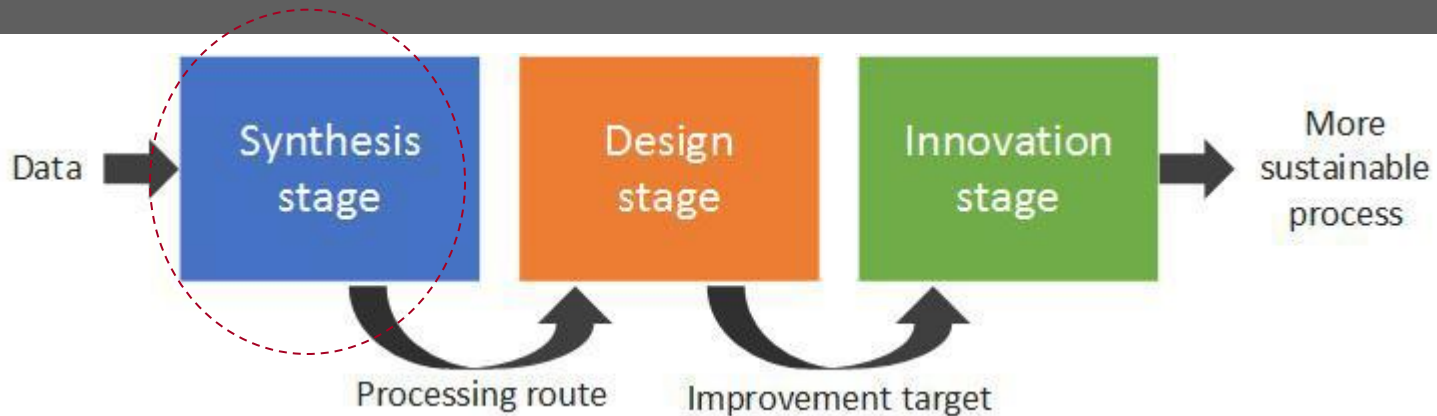 Data
Synthesis
stage
Design
stage
Innovation
stage
More
sustainable
process
Processing route
Improvement target